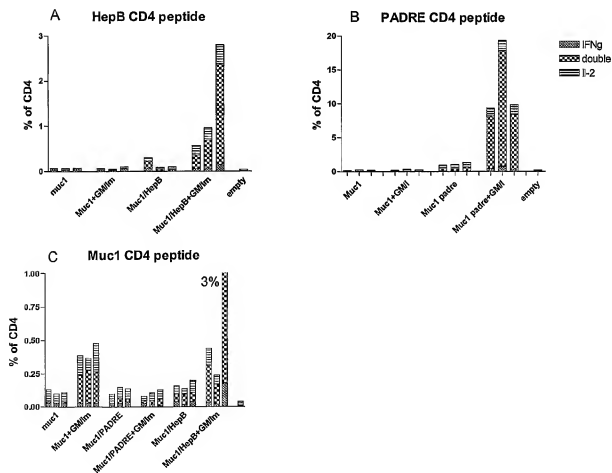 A
HepB CD4 peptide
% of CD4
3
2
1
0
muc1
Muc1+GM/Im
Muc1/HepB
Muc1/HepB+GM/Im
empty
B
PADRE CD4 peptide
% of CD4
20
15
10
5
0
Muc1
Muc1+GM/I
Muc1 padre
Muc1 padre+GM/I
empty
IFNg
double
Il-2
C
Muc1 CD4 peptide
% of CD4
1.00
0.75
0.50
0.25
0.00
3%
muc1
Muc1+GM/Im
Muc1/PADRE
Muc1/PADRE+GM/Im
Muc1/HepB
Muc1/HepB+GM/Im